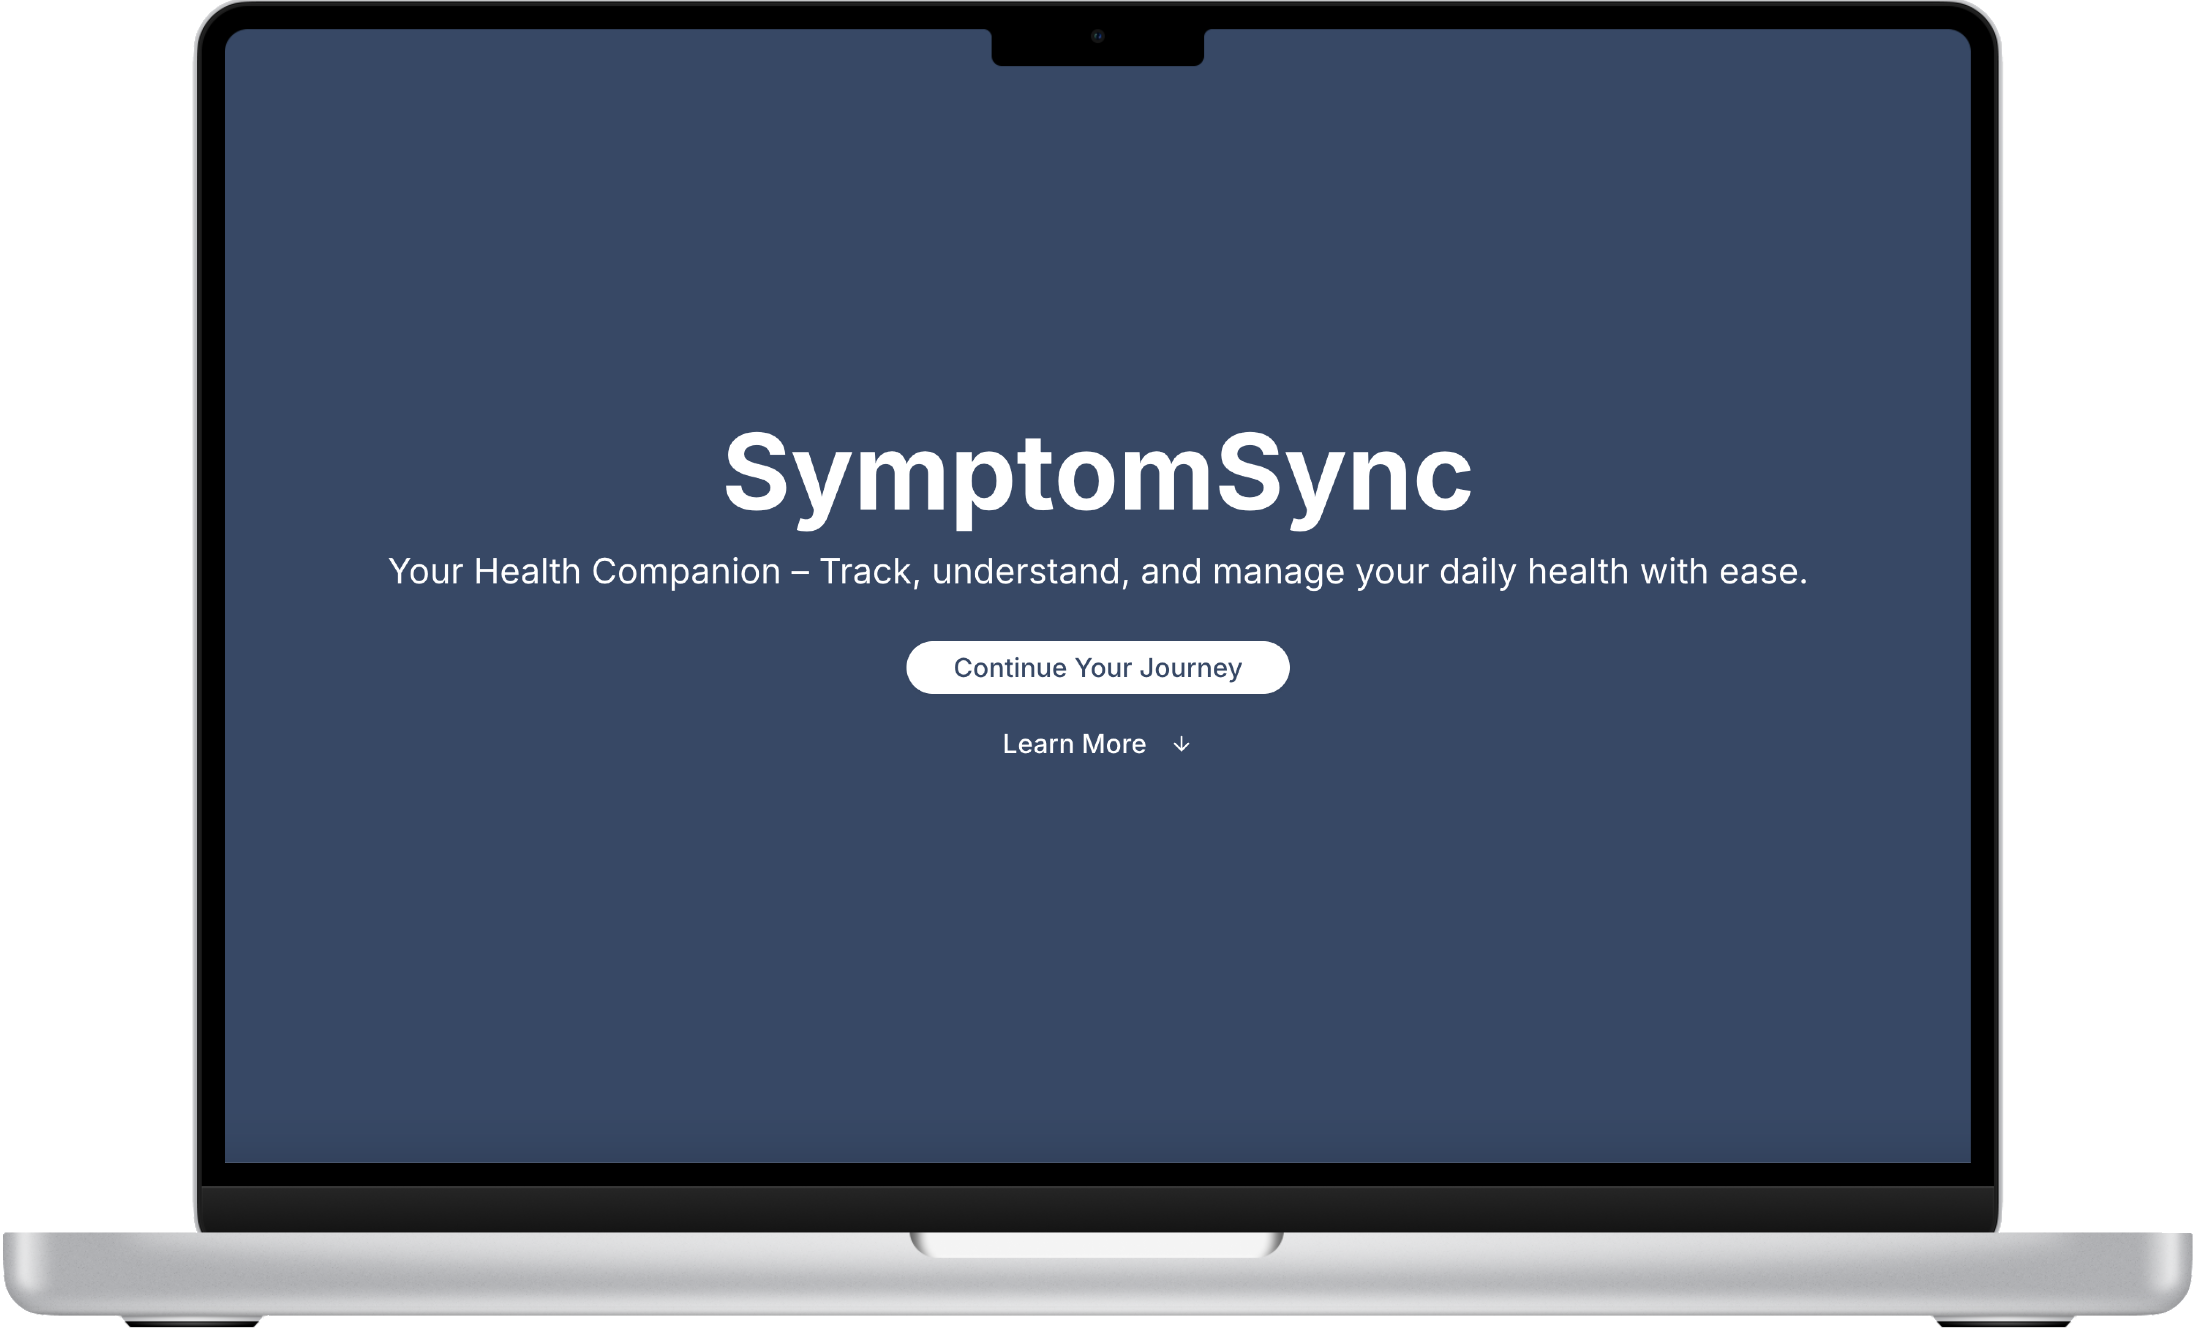 SymptomSync
Your Health Companion – Track, understand, and manage your daily health with ease.
Continue Your Journey
Learn More ↓